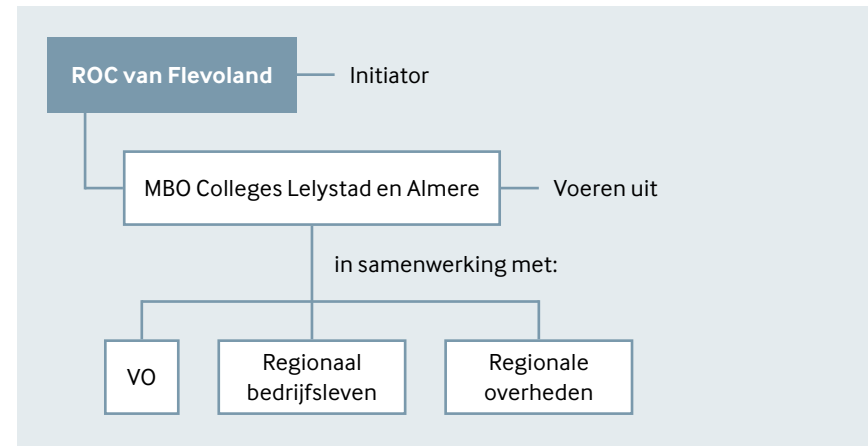 ROC van Flevoland
Initiator
MBO Colleges Lelystad en Almere
Voeren uit
in samenwerking met:
VO
Regionaal
bedrijfsleven
Regionale
overheden